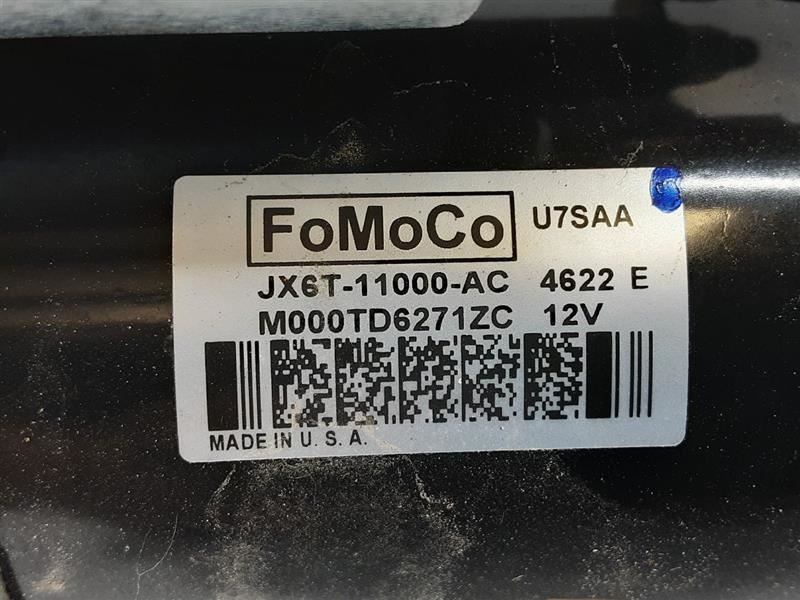 FoMoCo U7SAA
JX6T-11000-AC 4622 E
M000TD6271ZC 12V
MADE IN U. S. A.